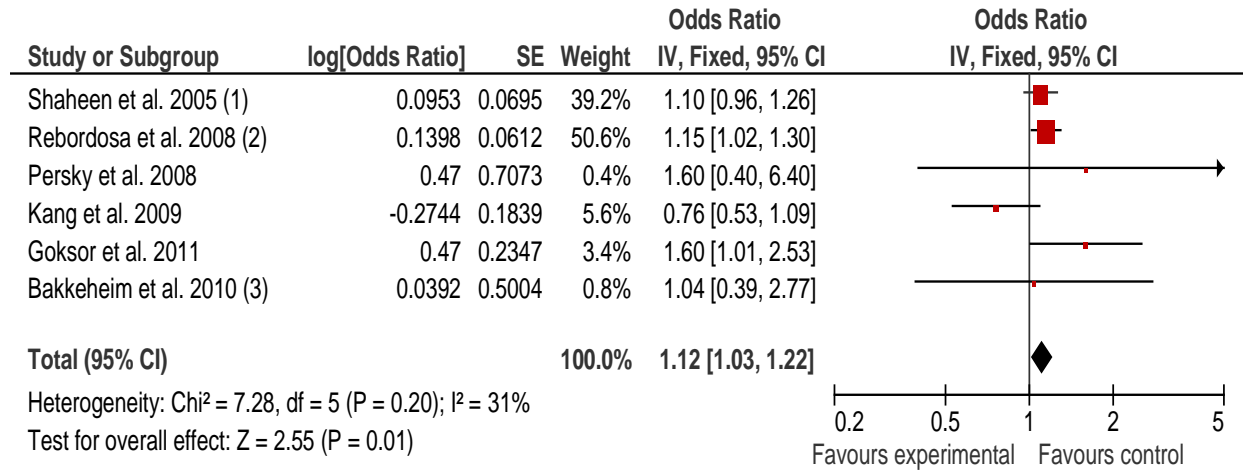 Odds Ratio Odds Ratio
Study or Subgroup log[Odds Ratio] SE Weight IV, Fixed, 95% CI IV, Fixed, 95% CI
Shaheen et al. 2005 (1) 0.0953 0.0695 39.2% 1.10 [0.96, 1.26]
Rebordosa et al. 2008 (2) 0.1398 0.0612 50.6% 1.15 [1.02, 1.30]
Persky et al. 2008 0.47 0.7073 0.4% 1.60 [0.40, 6.40]
Kang et al. 2009 -0.2744 0.1839 5.6% 0.76 [0.53, 1.09]
Goksor et al. 2011 0.47 0.2347 3.4% 1.60 [1.01, 2.53]
Bakkeheim et al. 2010 (3) 0.0392 0.5004 0.8% 1.04 [0.39, 2.77]
Total (95% CI) 100.0% 1.12 [1.03, 1.22]
Heterogeneity: Chi² = 7.28, df = 5 (P = 0.20); I² = 31%
Test for overall effect: Z = 2.55 (P = 0.01)
0.2 0.5 1 2 5
Favours experimental Favours control